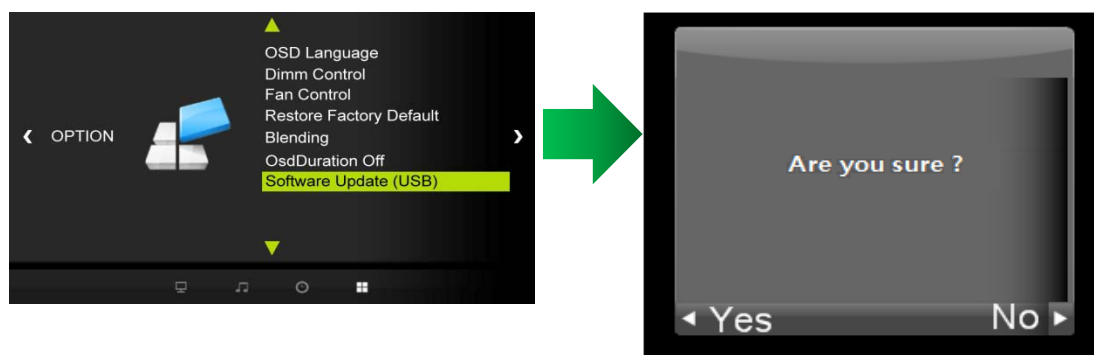 OSD Language
Dimm Control
Fan Control
Restore Factory Default
OPTION
Blending
OsdDuration Off
Software Update (USB)
Are you sure ?
Yes
No